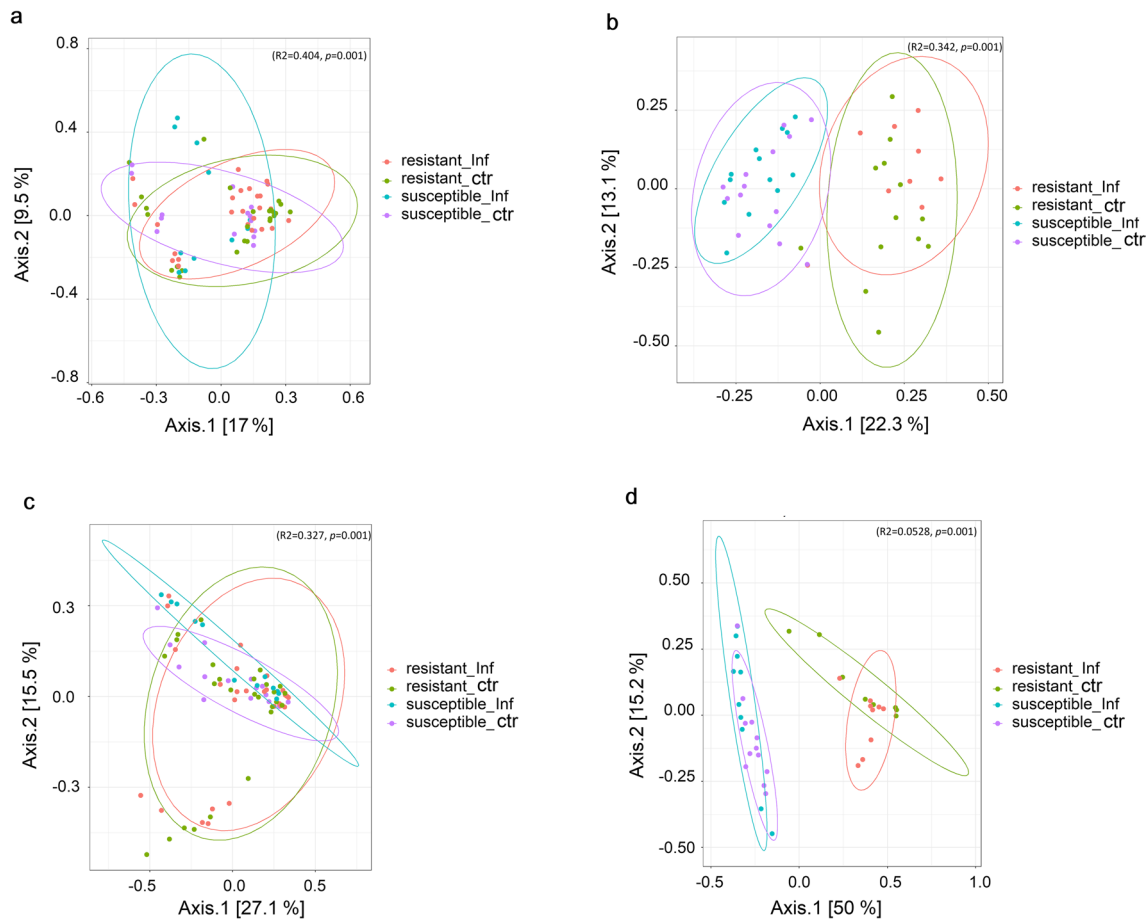 a
(R2=0.404, p=0.001)
0.8
0.4
0.0
-0.4
-0.8
Axis.2 [9.5 %]
-0.6
-0.3
0.0
0.3
0.6
Axis.1 [17 %]
resistant_Inf
resistant_ctr
susceptible_Inf
susceptible_ctr
b
(R2=0.342, p=0.001)
0.25
0.00
-0.25
-0.50
Axis.2 [13.1 %]
-0.25
0.00
0.25
0.50
Axis.1 [22.3 %]
resistant_Inf
resistant_ctr
susceptible_Inf
susceptible_ctr
c
(R2=0.327, p=0.001)
0.3
0.0
-0.3
Axis.2 [15.5 %]
-0.5
0.0
0.5
Axis.1 [27.1 %]
resistant_Inf
resistant_ctr
susceptible_Inf
susceptible_ctr
d
(R2=0.0528, p=0.001)
0.50
0.25
0.00
-0.25
-0.50
Axis.2 [15.2 %]
-0.5
0.0
0.5
1.0
Axis.1 [50 %]
resistant_Inf
resistant_ctr
susceptible_Inf
susceptible_ctr